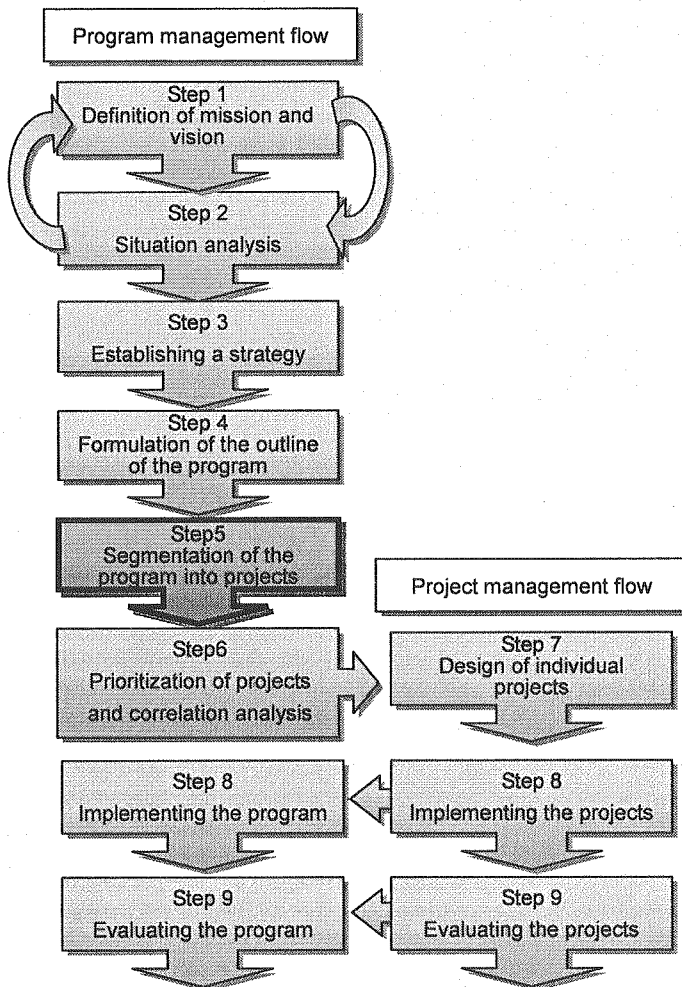 Program management flow
Step 1
Definition of mission and
vision
Step 2
Situation analysis
Step 3
Establishing a strategy
Step 4
Formulation of the outline
of the program
Step5
Segmentation of the
program into projects
Project management flow
Step6
Prioritization of projects
and correlation analysis
Step 7
Design of individual
projects
Step 8
Implementing the program
Step 8
Implementing the projects
Step 9
Evaluating the program
Step 9
Evaluating the projects